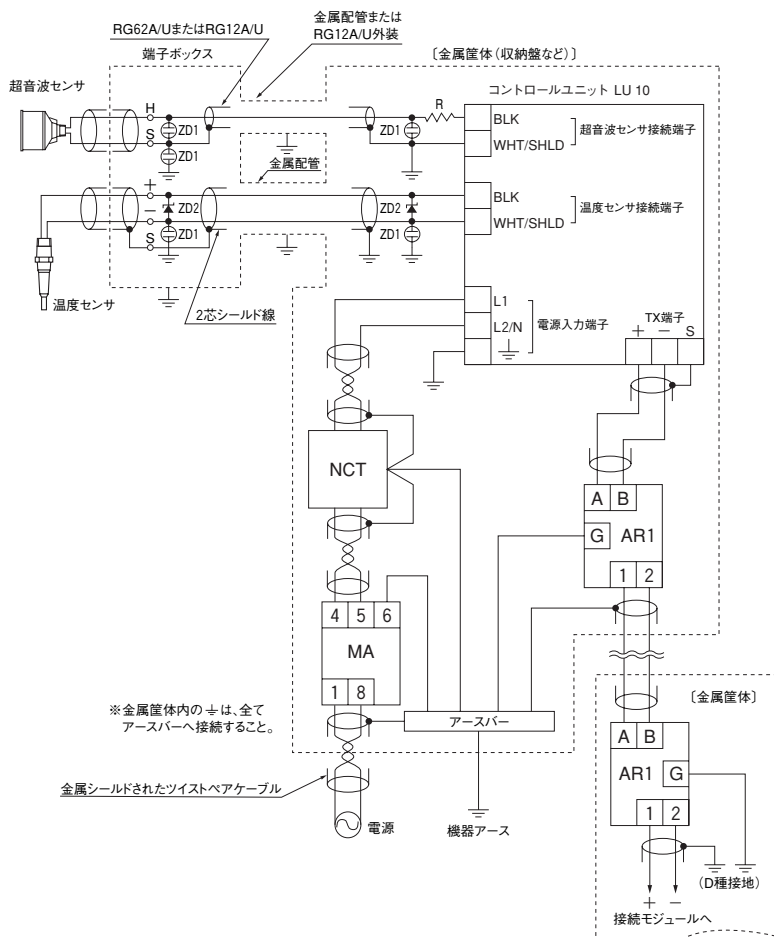 RG62A/UまたはRG12A/U
金属配管または
RG12A/U外装
端子ボックス
〔金属筐体（収納盤など）〕
超音波センサ
コントロールユニット LU 10
H
S
ZD1
ZD1
ZD1
R
BLK
WHT/SHLD
超音波センサ接続端子
金属配管
+
−
S
ZD2
ZD1
ZD2
ZD1
BLK
WHT/SHLD
温度センサ接続端子
温度センサ
2芯シールド線
L1
L2/N
電源入力端子
TX端子
+ − S
NCT
A B
G AR1
1 2
4 5 6
MA
1 8
※金属筐体内の⏚は、全て
アースバーへ接続すること。
アースバー
〔金属筐体〕
A B
AR1 G
1 2
金属シールドされたツイストペアケーブル
電源
機器アース
(D種接地)
+ −
接続モジュールへ